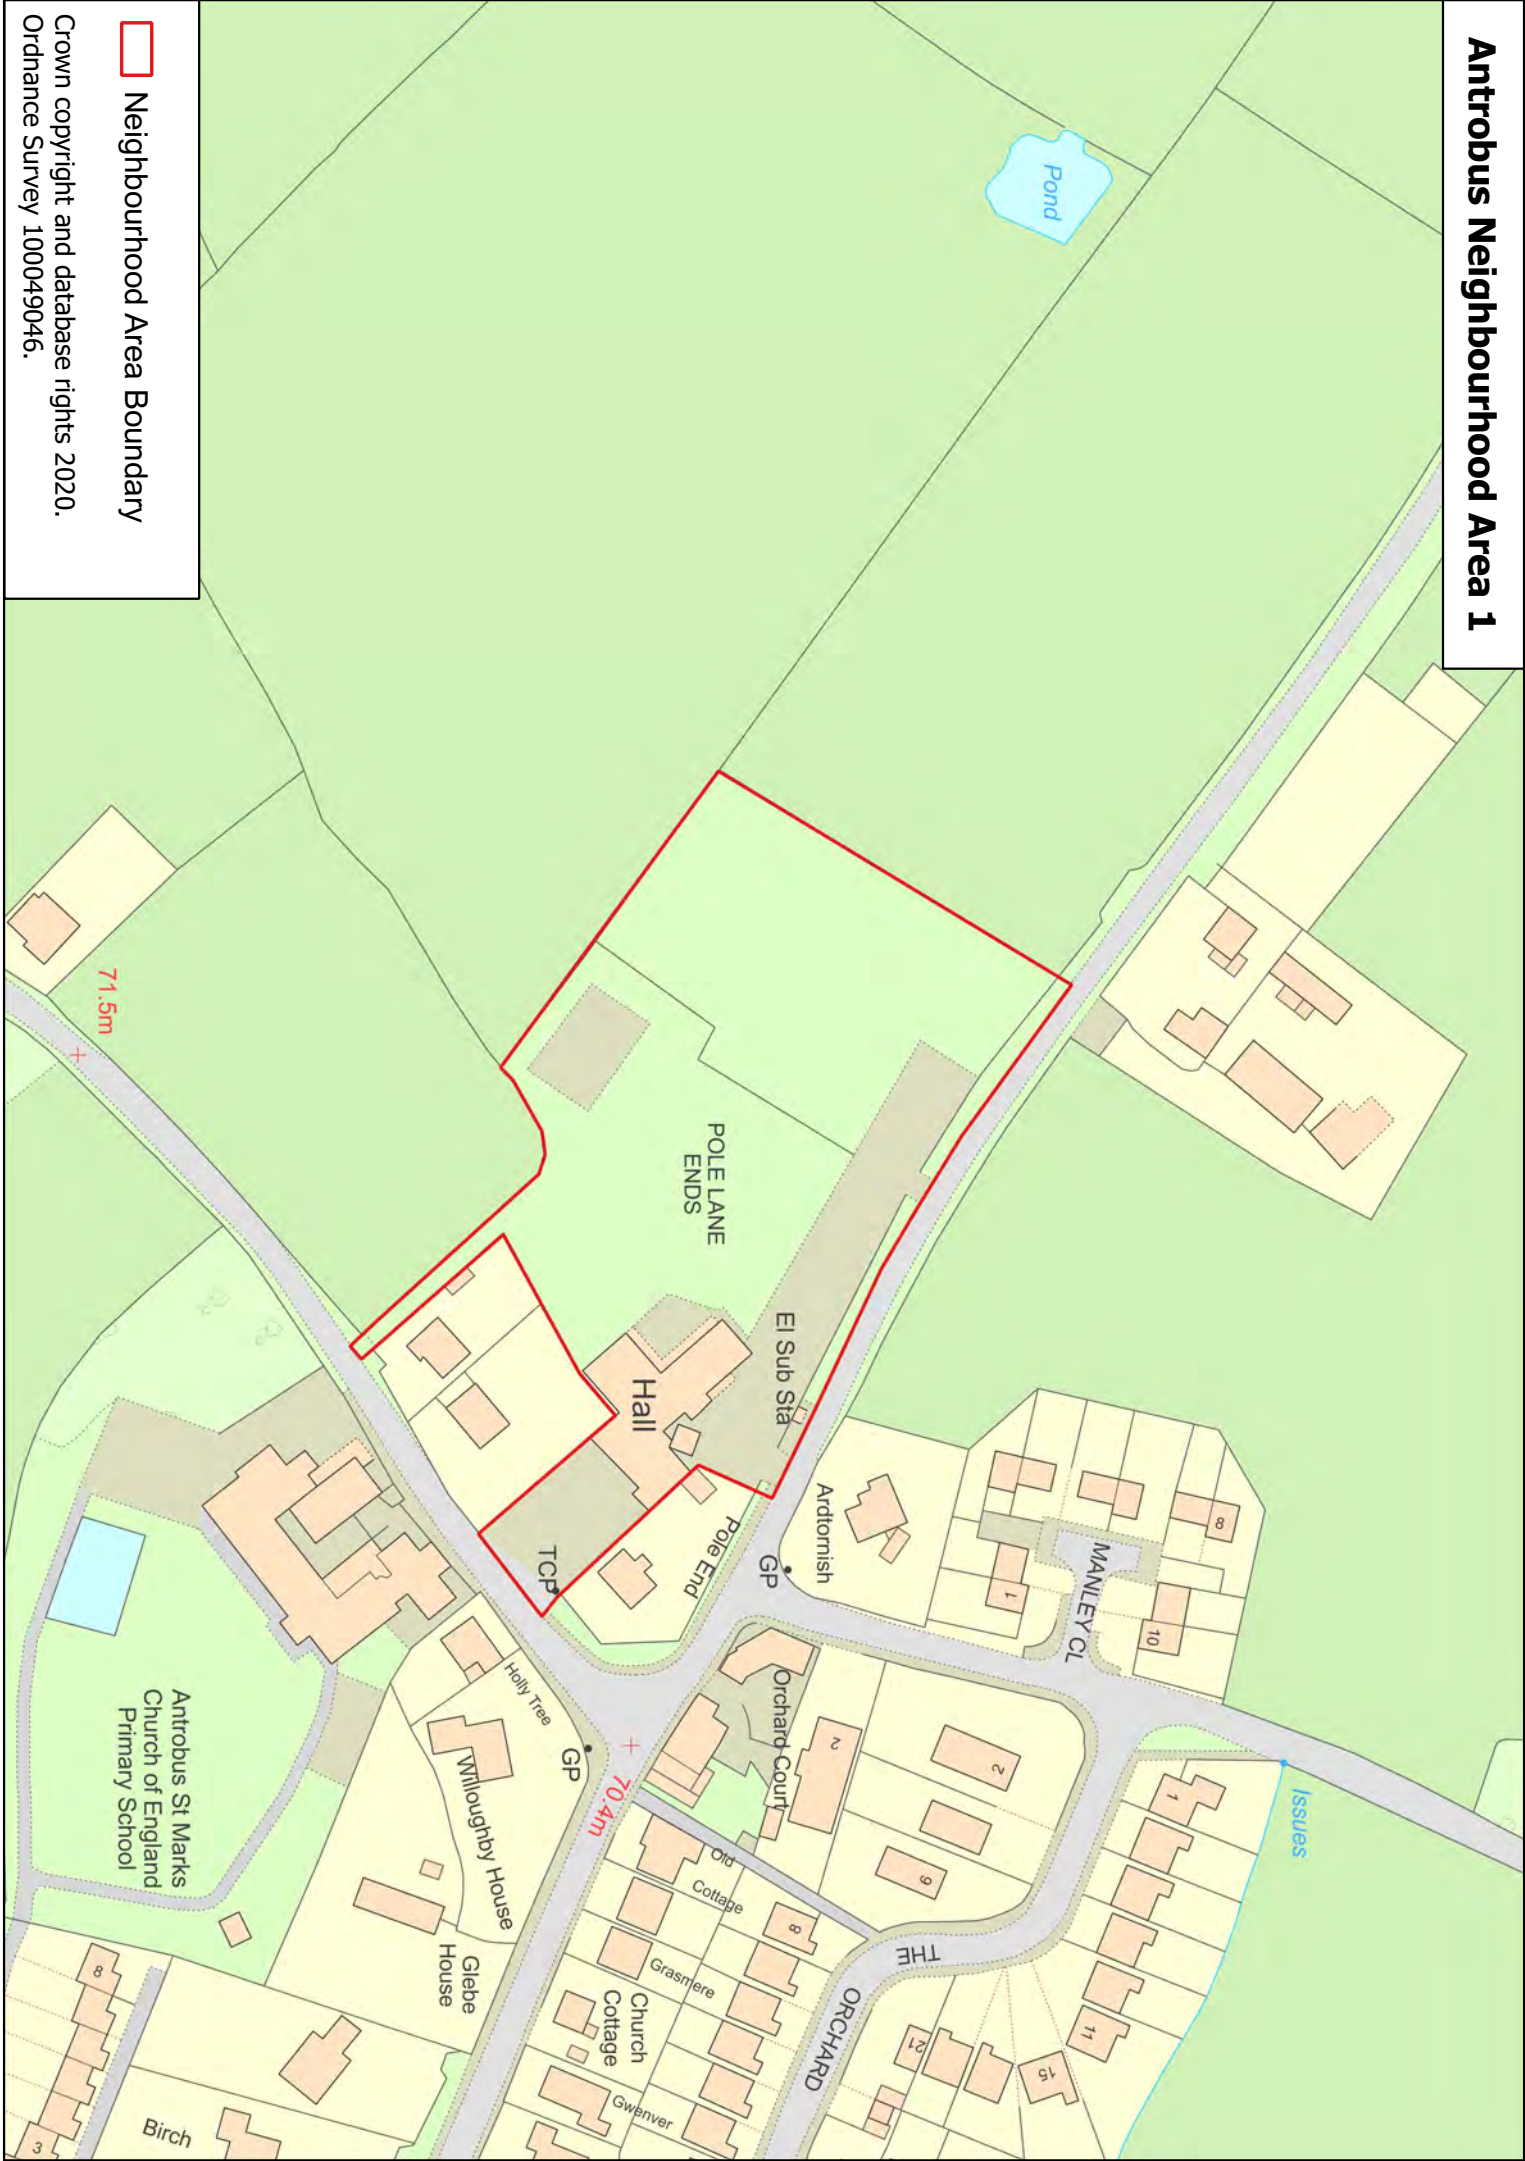 Antrobus Neighbourhood Area 1
Pond
POLE LANE
ENDS
El Sub Sta
Hall
TCP
Pole End
GP
Ardtornish
MANLEY CL
8
1
10
Orchard Court
2
2
9
1
Issues
Holly Tree
GP
70.4m
Willoughby House
Old
Cottage
8
Grasmere
THE
ORCHARD
11
15
21
Church
Cottage
Gwenver
Glebe
House
Antrobus St Marks
Church of England
Primary School
8
Birch
3
71.5m
Neighbourhood Area Boundary
Crown copyright and database rights 2020.
Ordnance Survey 100049046.